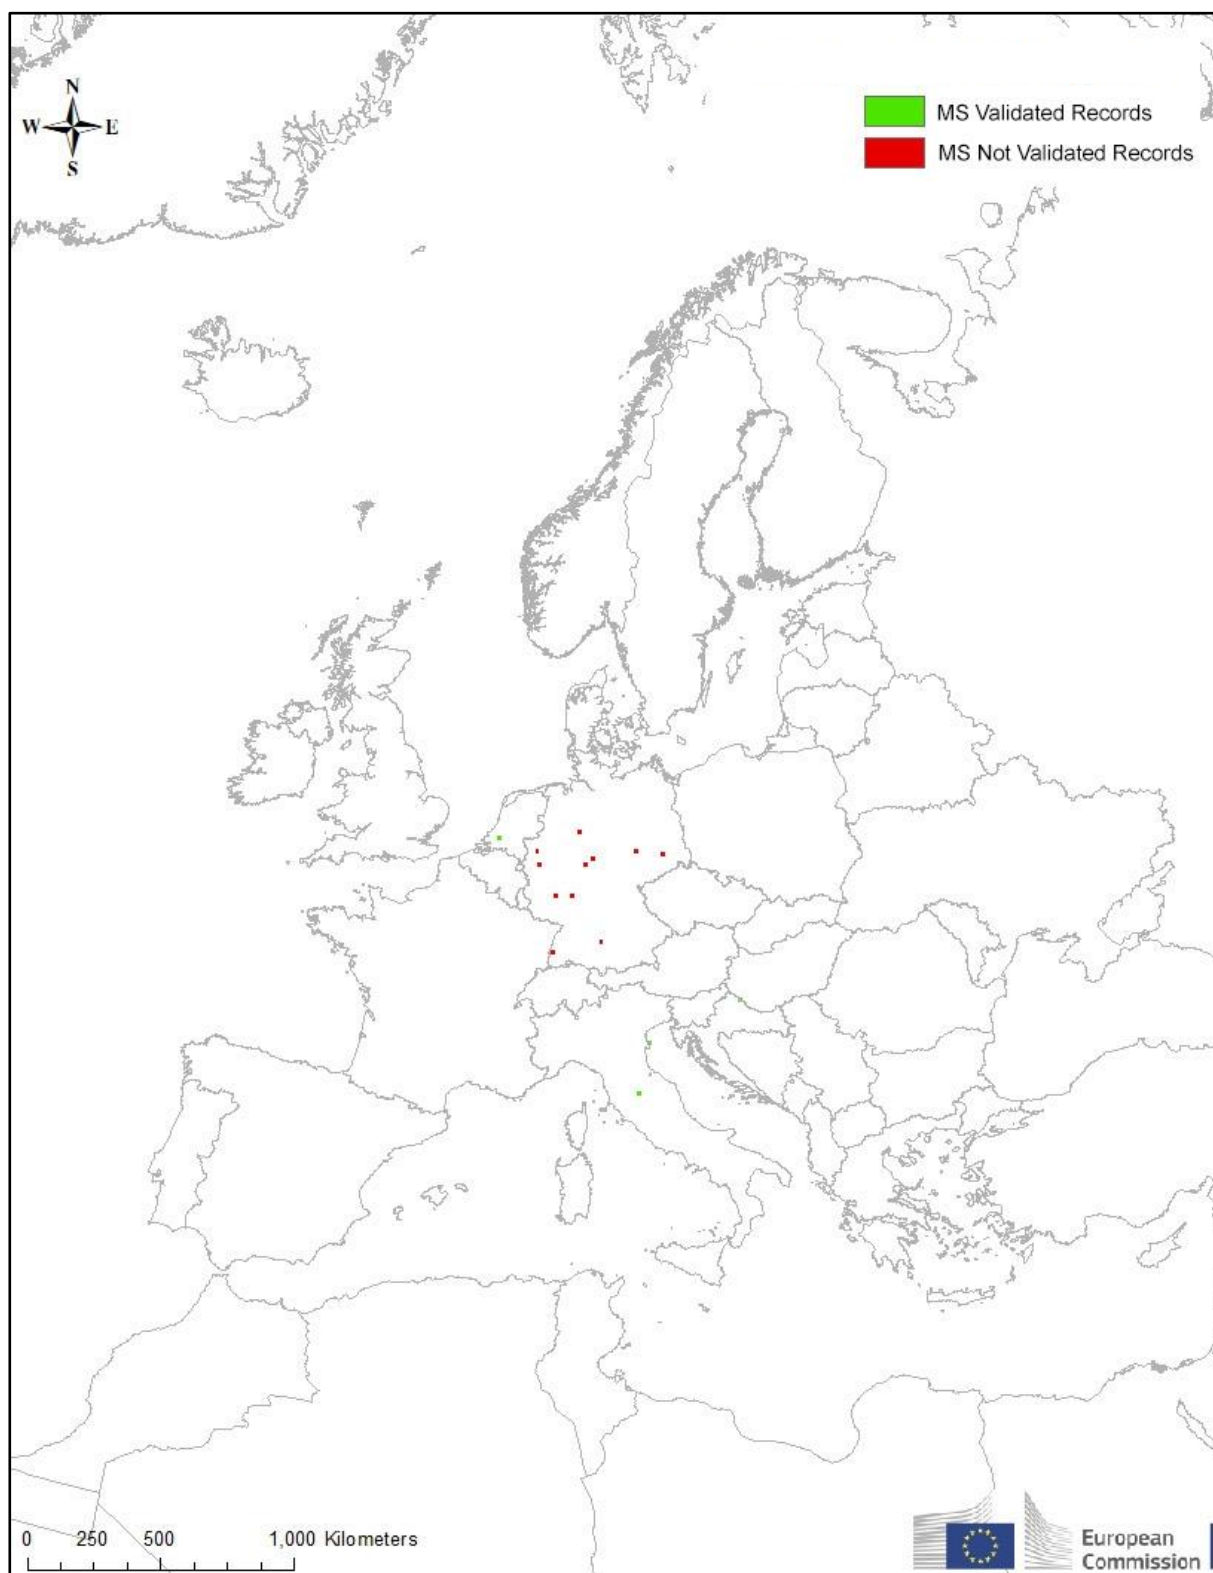 N
W E
S
MS Validated Records
MS Not Validated Records
0 250 500 1,000 Kilometers
European
Commission